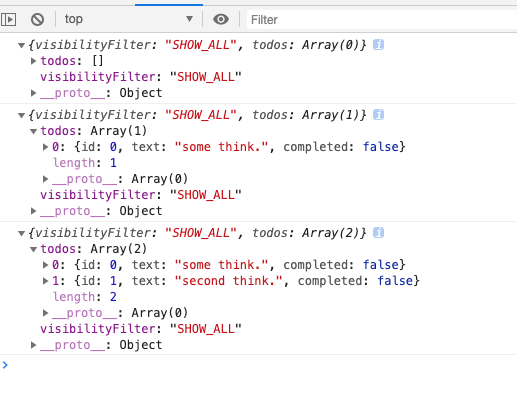 top Filter
{visibilityFilter: "SHOW_ALL", todos: Array(0)} i
todos: []
visibilityFilter: "SHOW_ALL"
__proto__: Object
{visibilityFilter: "SHOW_ALL", todos: Array(1)} i
todos: Array(1)
0: {id: 0, text: "some think.", completed: false}
length: 1
__proto__: Array(0)
visibilityFilter: "SHOW_ALL"
__proto__: Object
{visibilityFilter: "SHOW_ALL", todos: Array(2)} i
todos: Array(2)
0: {id: 0, text: "some think.", completed: false}
1: {id: 1, text: "second think.", completed: false}
length: 2
__proto__: Array(0)
visibilityFilter: "SHOW_ALL"
__proto__: Object